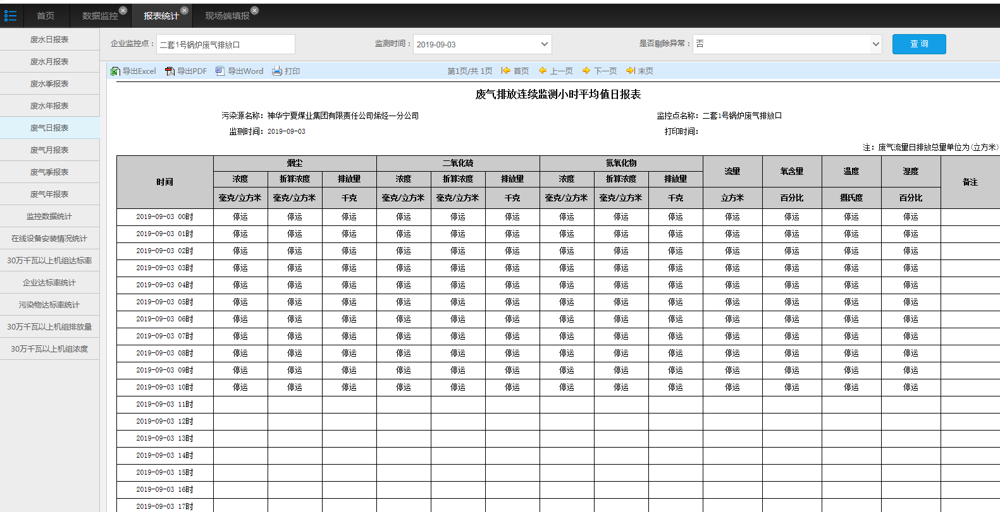 首页 数据监控 报表统计 现场端填报
企业监控点： 二套1号锅炉废气排放口 监测时间： 2019-09-03 是否剔除异常： 否 查 询
废水日报表
废水月报表
废水季报表
废水年报表
废气日报表
废气月报表
废气季报表
废气年报表
监控数据统计
在线设备安装情况统计
30万千瓦以上机组达标率
企业达标率统计
污染物达标率统计
30万千瓦以上机组排放量
30万千瓦以上机组浓度
导出Excel 导出PDF 导出Word 打印 第1页/共 1页 首页 上一页 下一页 末页
废气排放连续监测小时平均值日报表
污染源名称：神华宁夏煤业集团有限责任公司烯烃一分公司 监控点名称：二套1号锅炉废气排放口
监测时间：2019-09-03 打印时间：
注：废气流量日排放总量单位为(立方米)
时间 烟尘 二氧化硫 氮氧化物 流量 氧含量 温度 湿度 备注
浓度 折算浓度 排放量 浓度 折算浓度 排放量 浓度 折算浓度 排放量
毫克/立方米 毫克/立方米 千克 毫克/立方米 毫克/立方米 千克 毫克/立方米 毫克/立方米 千克 立方米 百分比 摄氏度 百分比
2019-09-03 00时 停运 停运 停运 停运 停运 停运 停运 停运 停运 停运 停运 停运 停运
2019-09-03 01时 停运 停运 停运 停运 停运 停运 停运 停运 停运 停运 停运 停运 停运
2019-09-03 02时 停运 停运 停运 停运 停运 停运 停运 停运 停运 停运 停运 停运 停运
2019-09-03 03时 停运 停运 停运 停运 停运 停运 停运 停运 停运 停运 停运 停运 停运
2019-09-03 04时 停运 停运 停运 停运 停运 停运 停运 停运 停运 停运 停运 停运 停运
2019-09-03 05时 停运 停运 停运 停运 停运 停运 停运 停运 停运 停运 停运 停运 停运
2019-09-03 06时 停运 停运 停运 停运 停运 停运 停运 停运 停运 停运 停运 停运 停运
2019-09-03 07时 停运 停运 停运 停运 停运 停运 停运 停运 停运 停运 停运 停运 停运
2019-09-03 08时 停运 停运 停运 停运 停运 停运 停运 停运 停运 停运 停运 停运 停运
2019-09-03 09时 停运 停运 停运 停运 停运 停运 停运 停运 停运 停运 停运 停运 停运
2019-09-03 10时 停运 停运 停运 停运 停运 停运 停运 停运 停运 停运 停运 停运 停运
2019-09-03 11时
2019-09-03 12时
2019-09-03 13时
2019-09-03 14时
2019-09-03 15时
2019-09-03 16时
2019-09-03 17时